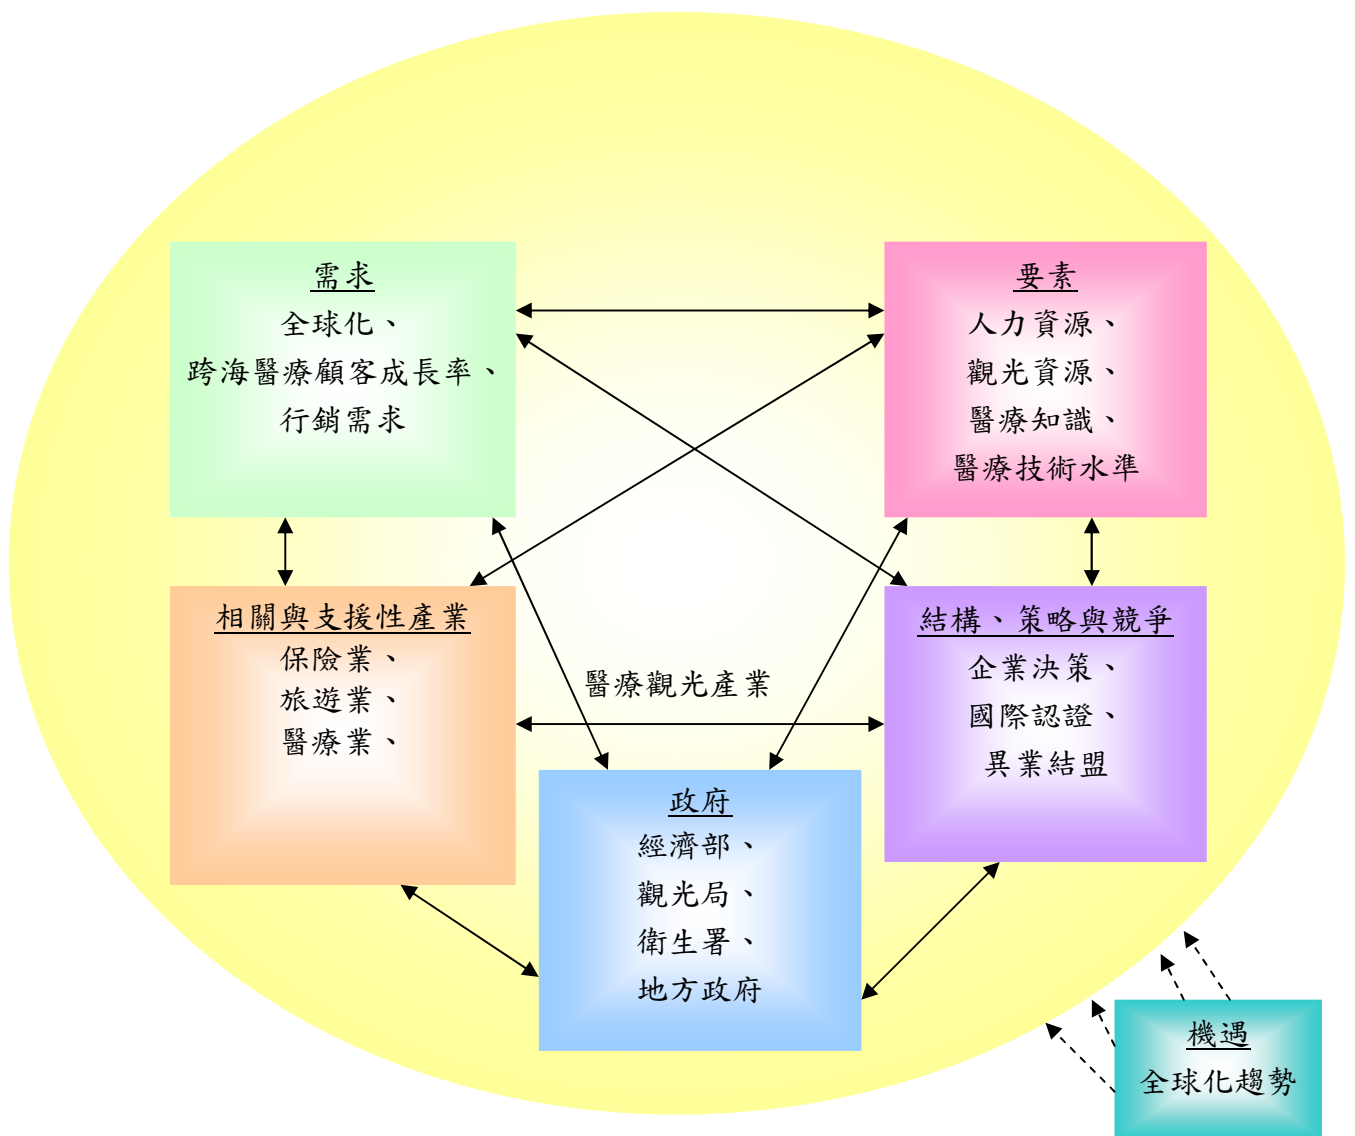 需求
全球化、
跨海醫療顧客成長率、
行銷需求
要素
人力資源、
觀光資源、
醫療知識、
醫療技術水準
相關與支援性產業
保險業、
旅遊業、
醫療業、
醫療觀光產業
結構、策略與競爭
企業決策、
國際認證、
異業結盟
政府
經濟部、
觀光局、
衛生署、
地方政府
機遇
全球化趨勢